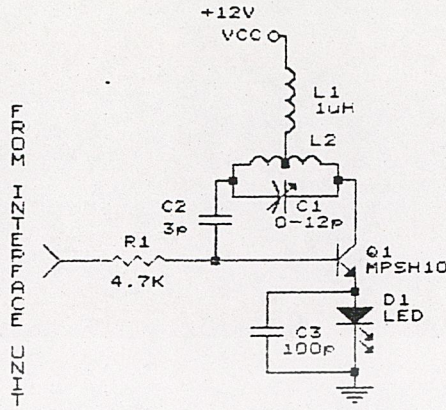 +12V
VCC
L1
1uH
L2
C1
0-12p
C2
3p
R1
4.7K
Q1
MPSH10
D1
LED
C3
100p
FROM INTERFACE UNIT